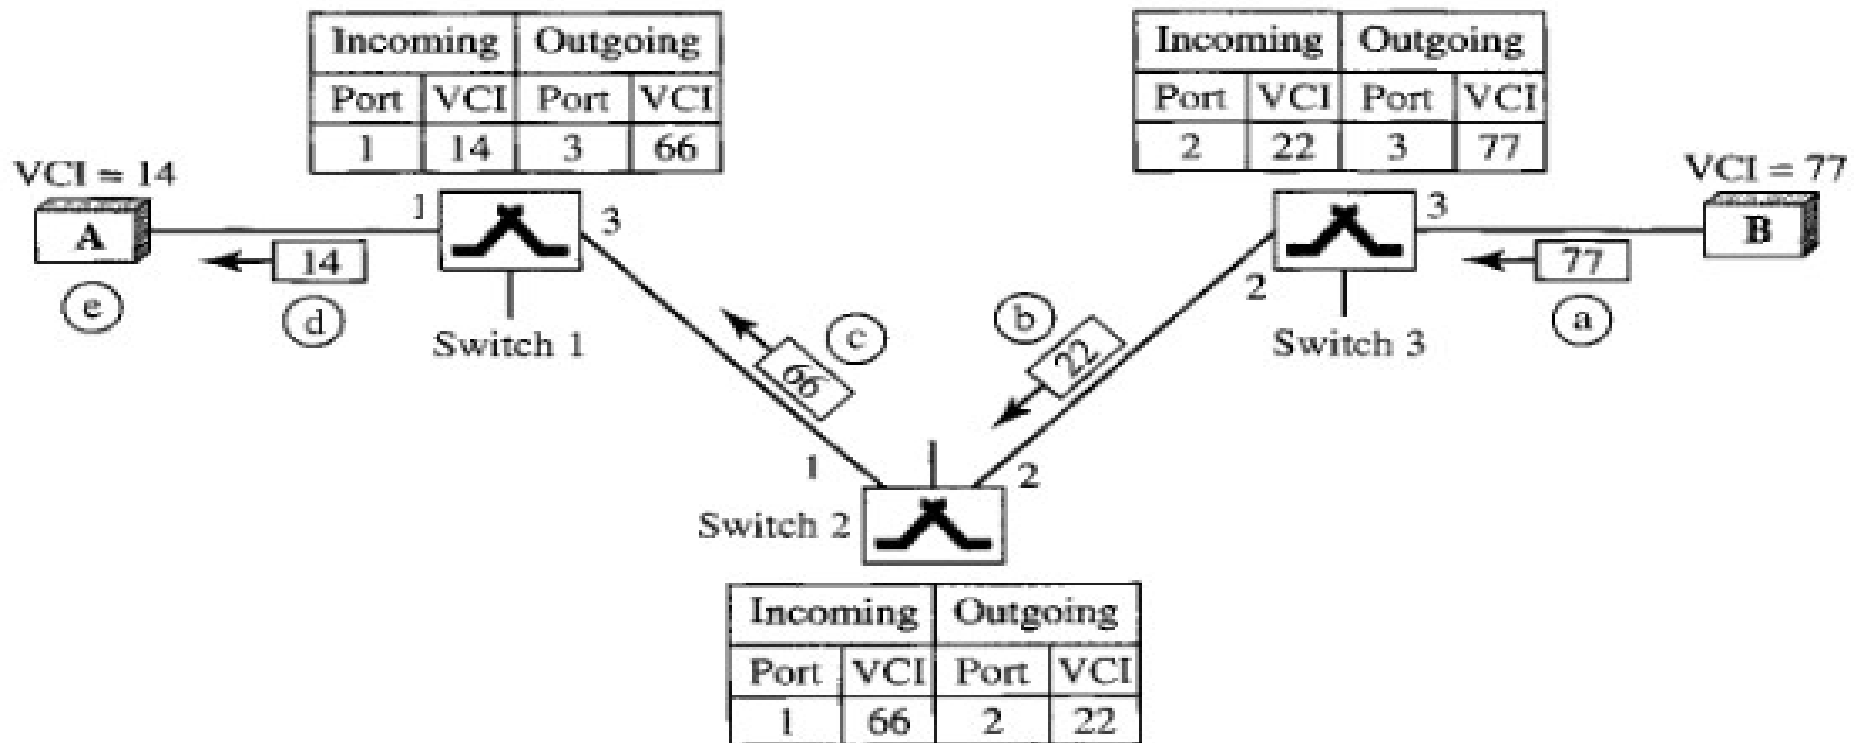 Incoming Outgoing
Port VCI Port VCI
1 14 3 66
Incoming Outgoing
Port VCI Port VCI
2 22 3 77
VCI = 14
A
1
3
14
e
d
Switch 1
VCI = 77
B
3
2
77
a
Switch 3
c
66
b
22
1
2
Switch 2
Incoming Outgoing
Port VCI Port VCI
1 66 2 22